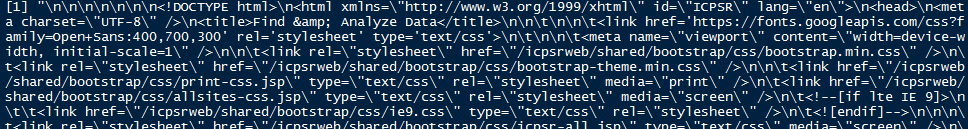 [1] "\n\n\n\n\n\n\n<!DOCTYPE html>\n<html xmlns=\"http://www.w3.org/1999/xhtml\" id=\"ICPSR\" lang=\"en\">\n<head>\n<met
a charset=\"UTF-8\" />\n<title>Find &amp; Analyze Data</title>\n\n\t\n\t\n\t<link href='https://fonts.googleapis.com/css?
family=Open+Sans:400,700,300' rel='stylesheet' type='text/css'>\n\t\n\t\n\t<meta name=\"viewport\" content=\"width=device-w
idth, initial-scale=1\" />\n\t\n\t<link rel=\"stylesheet\" href=\"/icpsrweb/shared/bootstrap/css/bootstrap.min.css\" />\n
\t<link rel=\"stylesheet\" href=\"/icpsrweb/shared/bootstrap/css/bootstrap-theme.min.css\" />\n\t\n\t<link href=\"/icpsrweb
/shared/bootstrap/css/print-css.jsp\" type=\"text/css\" rel=\"stylesheet\" media=\"print\" />\n\t<link href=\"/icpsrweb/
shared/bootstrap/css/allsites-css.jsp\" type=\"text/css\" rel=\"stylesheet\" media=\"screen\" />\n\t<!--[if lte IE 9]>\n
\t\t<link href=\"/icpsrweb/shared/bootstrap/css/ie9.css\" type=\"text/css\" rel=\"stylesheet\" />\n\t<![endif]-->\n\n\n\
\t<link href=\"/icpsrweb/shared/bootstrap/css/icpsr-all.jsp\" type=\"text/css\" media=\"screen\" rel=\"stylesheet\" />\n